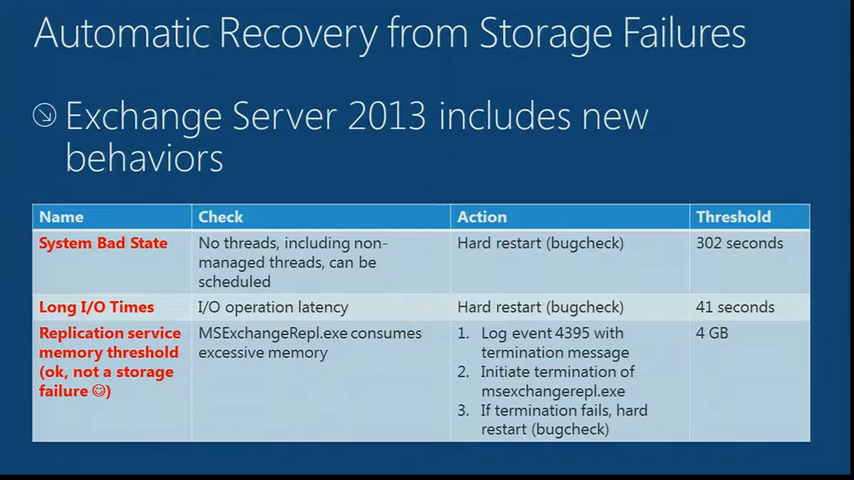 Automatic Recovery from Storage Failures
Exchange Server 2013 includes new
behaviors
Name Check Action Threshold
System Bad State No threads, including non- Hard restart (bugcheck) 302 seconds
managed threads, can be
scheduled
Long I/O Times I/O operation latency Hard restart (bugcheck) 41 seconds
Replication service MSExchangeRepl.exe consumes 1. Log event 4395 with 4 GB
memory threshold excessive memory termination message
(ok, not a storage 2. Initiate termination of
failure ☺) msexchangerepl.exe
3. If termination fails, hard
restart (bugcheck)